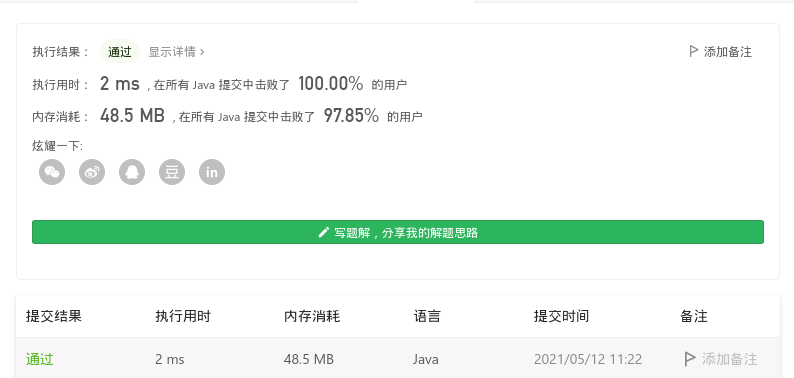 执行结果： 通过 显示详情 › 添加备注
执行用时： 2 ms , 在所有 Java 提交中击败了 100.00% 的用户
内存消耗： 48.5 MB , 在所有 Java 提交中击败了 97.85% 的用户
炫耀一下:
豆 in
写题解，分享我的解题思路
提交结果 执行用时 内存消耗 语言 提交时间 备注
通过 2 ms 48.5 MB Java 2021/05/12 11:22 添加备注